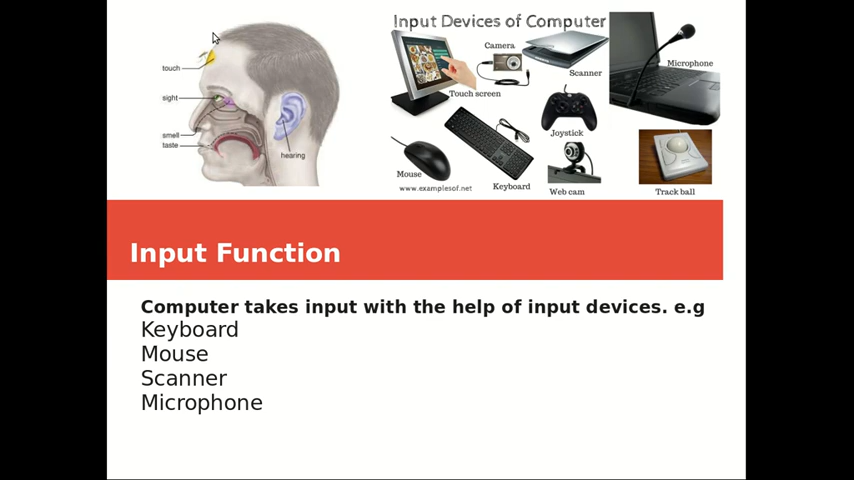 touch
sight
smell
taste
hearing
Input Devices of Computer
Camera
Scanner
Microphone
Touch screen
Joystick
Mouse
Keyboard
Web cam
Track ball
www.examplesof.net
Input Function
Computer takes input with the help of input devices. e.g
Keyboard
Mouse
Scanner
Microphone